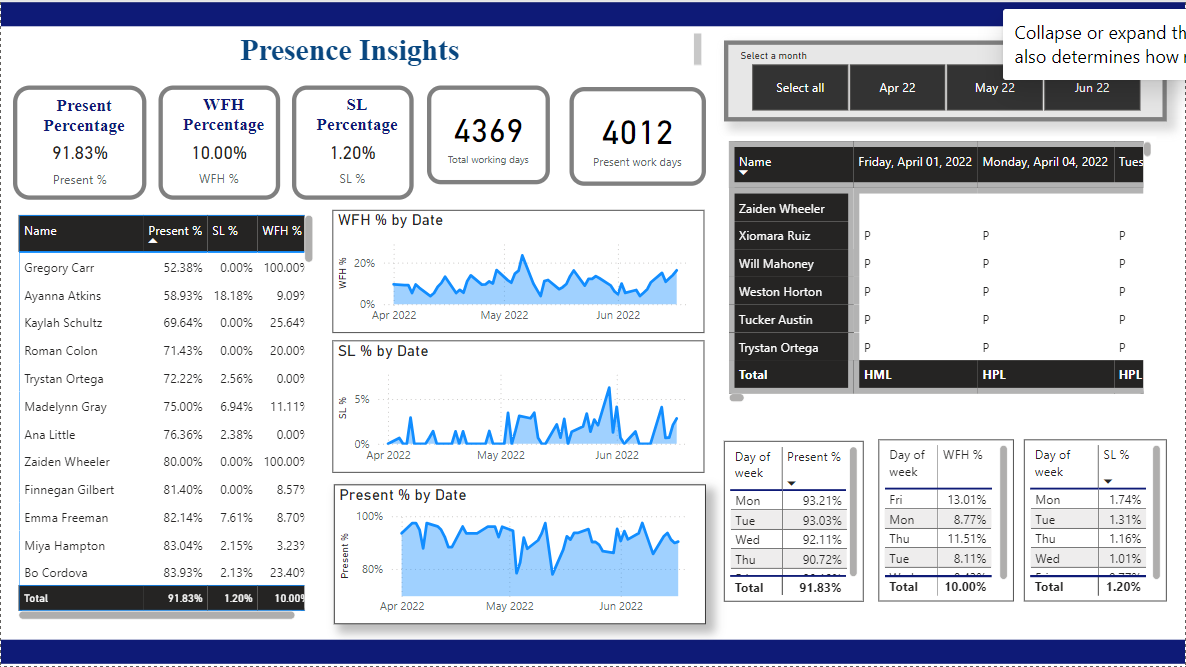 Presence Insights
Collapse or expand th
also determines how
Select a month
Select all Apr 22 May 22 Jun 22
Present
Percentage
91.83%
Present %
WFH
Percentage
10.00%
WFH %
SL
Percentage
1.20%
SL %
4369
Total working days
4012
Present work days
Name Present % SL % WFH %
Gregory Carr 52.38% 0.00% 100.00%
Ayanna Atkins 58.93% 18.18% 9.09%
Kaylah Schultz 69.64% 0.00% 25.64%
Roman Colon 71.43% 0.00% 20.00%
Trystan Ortega 72.22% 2.56% 0.00%
Madelynn Gray 75.00% 6.94% 11.11%
Ana Little 76.36% 2.38% 0.00%
Zaiden Wheeler 80.00% 0.00% 100.00%
Finnegan Gilbert 81.40% 0.00% 8.57%
Emma Freeman 82.14% 7.61% 8.70%
Miya Hampton 83.04% 2.15% 3.23%
Bo Cordova 83.93% 2.13% 23.40%
Total 91.83% 1.20% 10.00%
WFH % by Date
WFH %
20%
0%
Apr 2022 May 2022 Jun 2022
SL % by Date
SL %
5%
0%
Apr 2022 May 2022 Jun 2022
Present % by Date
Present %
100%
80%
Apr 2022 May 2022 Jun 2022
Name Friday, April 01, 2022 Monday, April 04, 2022 Tues
Zaiden Wheeler
Xiomara Ruiz P P P
Will Mahoney P P P
Weston Horton P P P
Tucker Austin P P P
Trystan Ortega P P P
Total HML HPL HPL
Day of
week Present %
Mon 93.21%
Tue 93.03%
Wed 92.11%
Thu 90.72%
Total 91.83%
Day of
week WFH %
Fri 13.01%
Mon 8.77%
Thu 11.51%
Tue 8.11%
Total 10.00%
Day of
week SL %
Mon 1.74%
Tue 1.31%
Thu 1.16%
Wed 1.01%
Total 1.20%